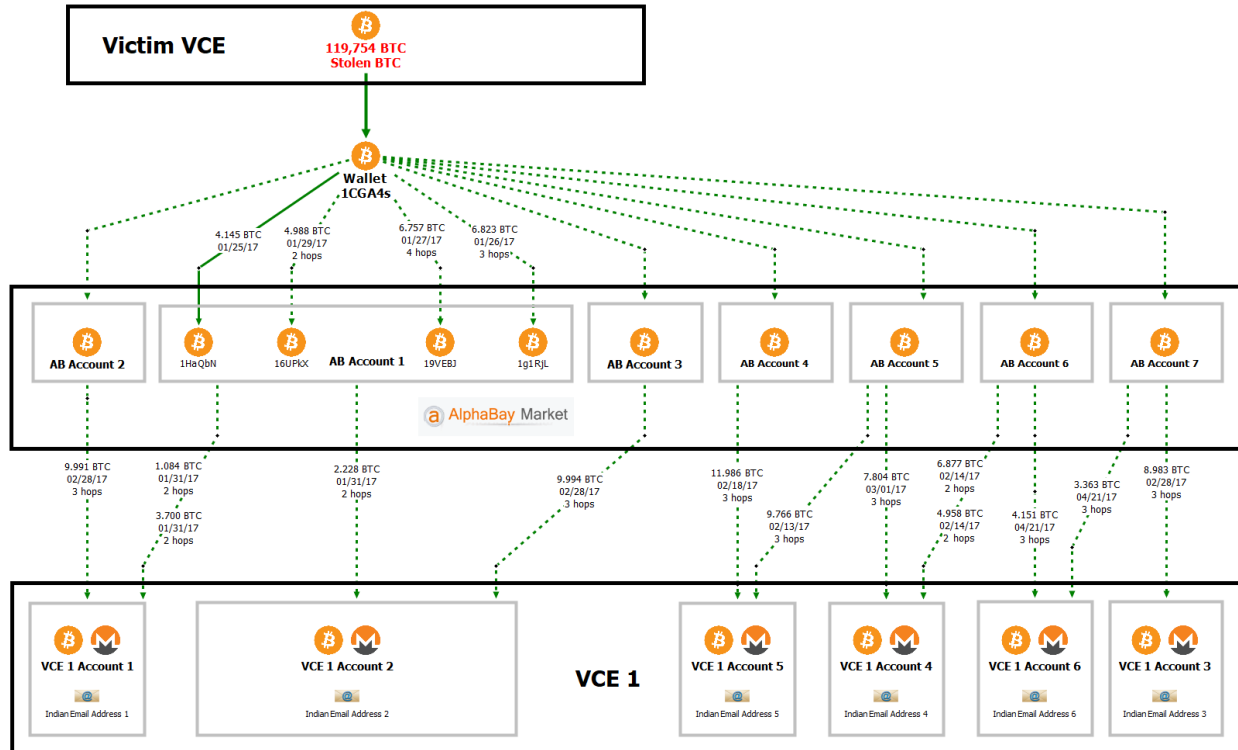 Victim VCE
119,754 BTC
Stolen BTC
Wallet
1CGA4s
4.145 BTC
01/25/17
4.988 BTC
01/29/17
2 hops
6.757 BTC
01/27/17
4 hops
6.823 BTC
01/26/17
3 hops
AB Account 2
1HaQbN
16UPkX
AB Account 1
19VEBJ
1g1RjL
AB Account 3
AB Account 4
AB Account 5
AB Account 6
AB Account 7
a AlphaBay Market
9.991 BTC
02/28/17
3 hops
1.084 BTC
01/31/17
2 hops
3.700 BTC
01/31/17
2 hops
2.228 BTC
01/31/17
2 hops
9.994 BTC
02/28/17
3 hops
11.986 BTC
02/18/17
3 hops
9.766 BTC
02/13/17
3 hops
7.804 BTC
03/01/17
3 hops
6.877 BTC
02/14/17
2 hops
4.958 BTC
02/14/17
2 hops
4.151 BTC
04/21/17
3 hops
3.363 BTC
04/21/17
3 hops
8.983 BTC
02/28/17
3 hops
VCE 1 Account 1
Indian Email Address 1
VCE 1 Account 2
Indian Email Address 2
VCE 1
VCE 1 Account 5
Indian Email Address 5
VCE 1 Account 4
Indian Email Address 4
VCE 1 Account 6
Indian Email Address 6
VCE 1 Account 3
Indian Email Address 3